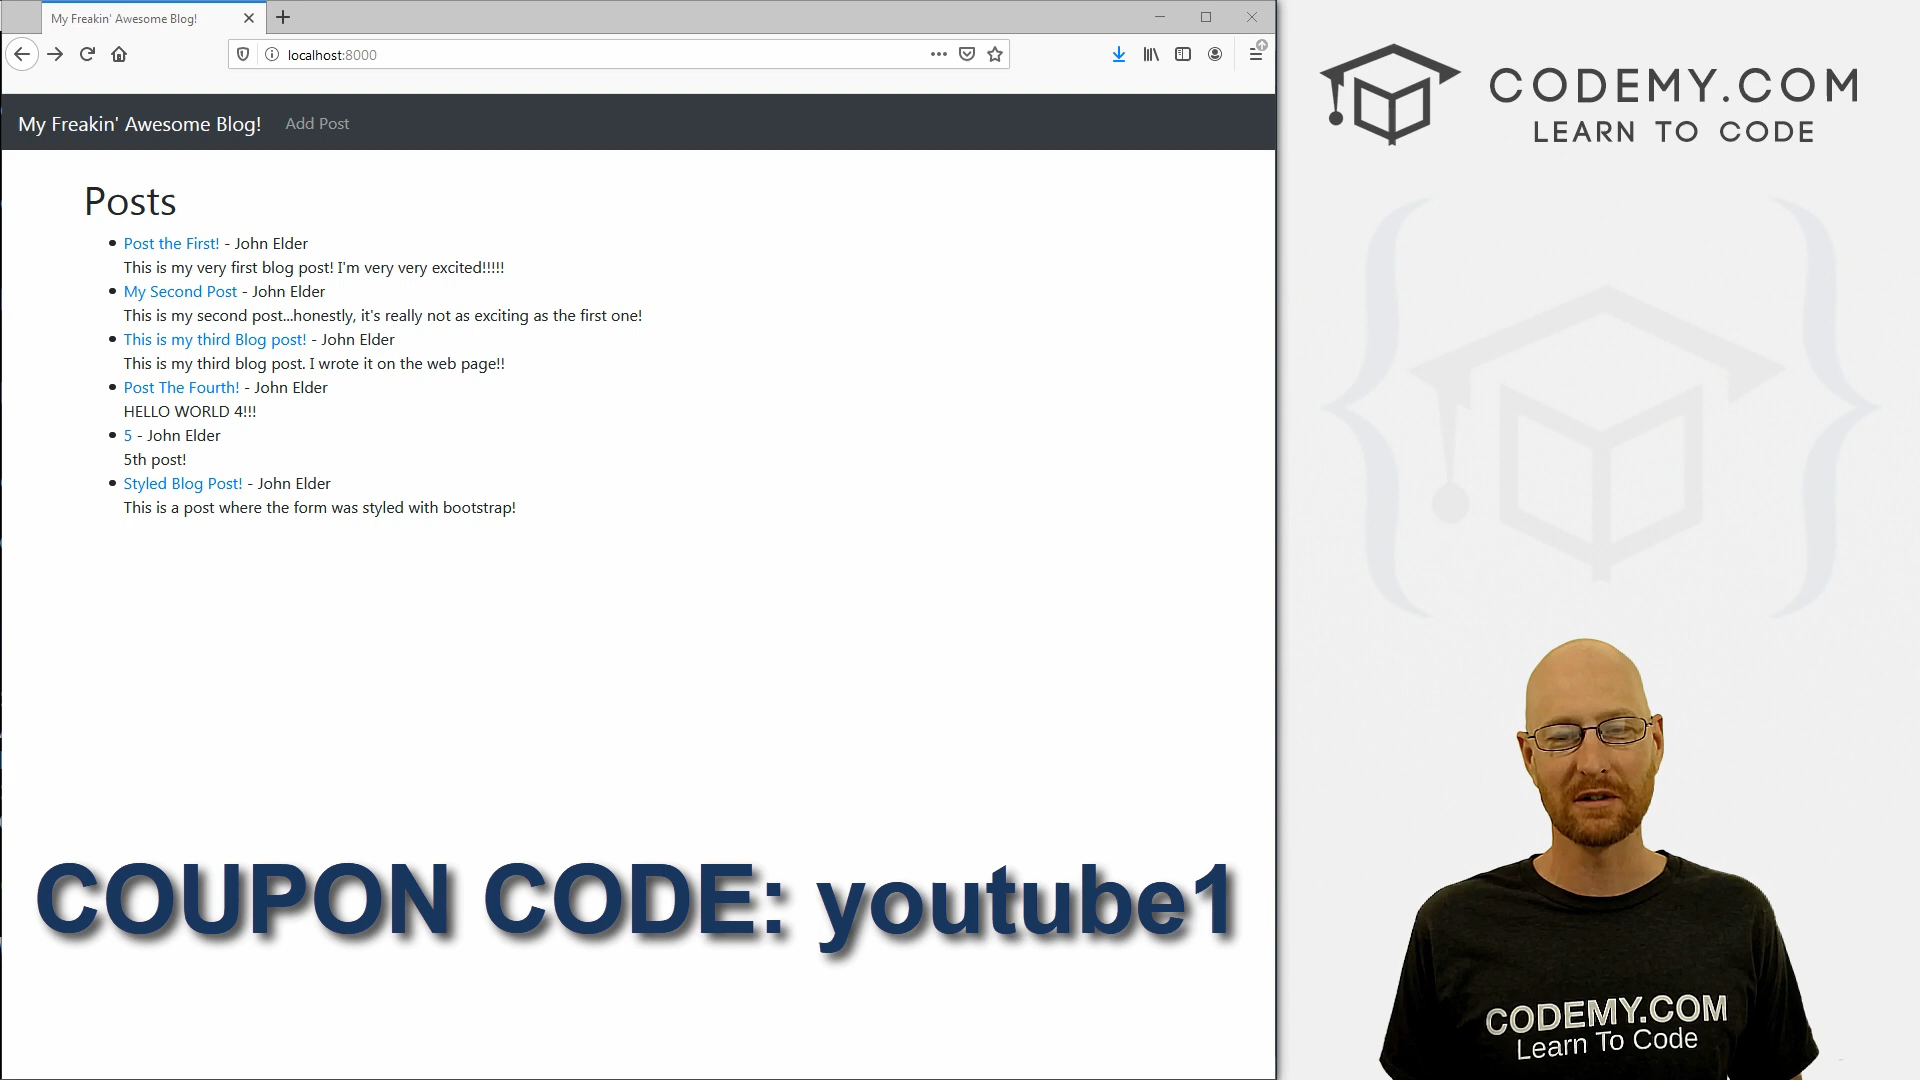 My Freakin' Awesome Blog!
localhost:8000
My Freakin' Awesome Blog! Add Post
Posts
Post the First! - John Elder
This is my very first blog post! I'm very very excited!!!!!
My Second Post - John Elder
This is my second post...honestly, it's really not as exciting as the first one!
This is my third Blog post! - John Elder
This is my third blog post. I wrote it on the web page!!
Post The Fourth! - John Elder
HELLO WORLD 4!!!
5 - John Elder
5th post!
Styled Blog Post! - John Elder
This is a post where the form was styled with bootstrap!
COUPON CODE: youtube1
CODEMY.COM
LEARN TO CODE
CODEMY.COM
Learn To Code